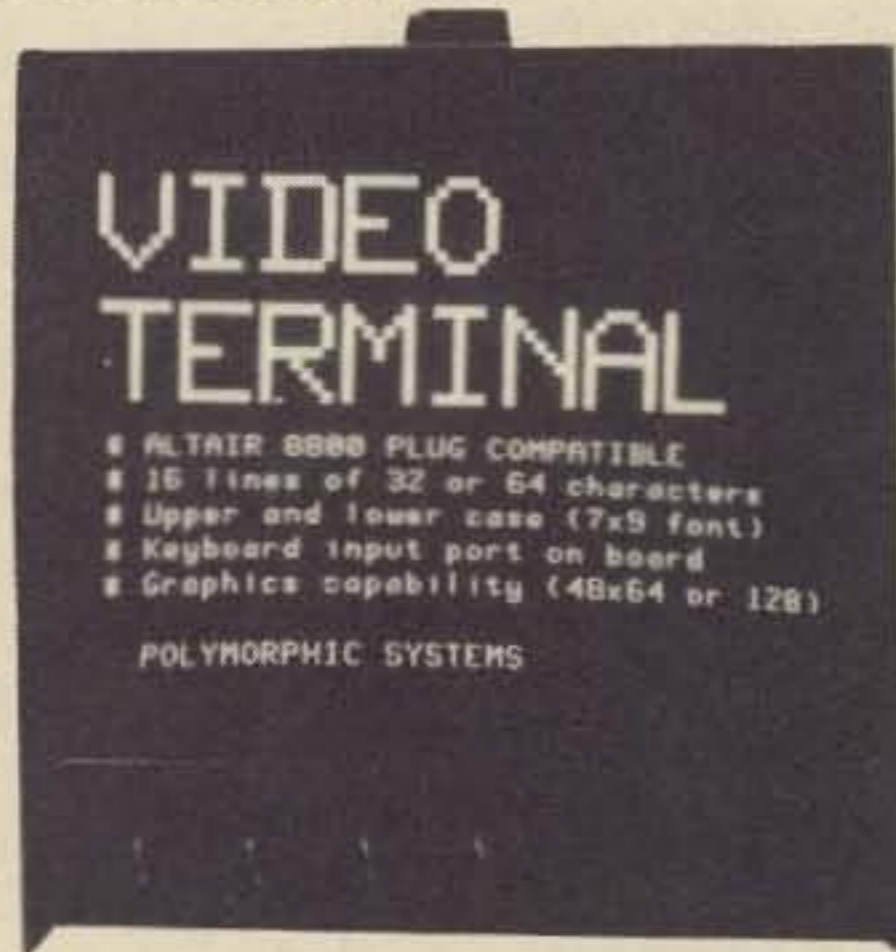 VIDEO
TERMINAL
# ALTAIR 8800 PLUG COMPATIBLE
# 16 lines of 32 or 64 characters
# Upper and lower case (7x9 font)
# Keyboard input port on board
# Graphics capability (48x64 or 128)
POLYMORPHIC SYSTEMS